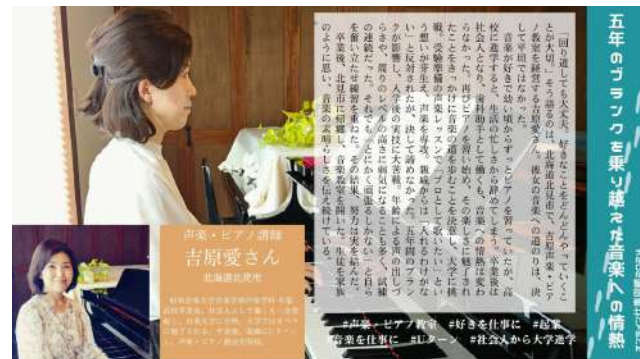 五年のブランクを乗り越えた音楽への情熱
「回り道しても大丈夫。好きなことをどんどんやっていくこ
とが大切。」そう語るのは、北海道北見市で、吉原声楽・ピア
ノ教室を経営する吉原愛さん。彼女の音楽への道のりは、決
して平坦ではなかった。
音楽が好きで幼い頃からずっとピアノを習っていたが、高
校に進学すると、生活の忙しさから辞めてしまう。卒業後は
社会人となり、歯科助手として働くも、音楽への情熱は変わ
らなかった。再びピアノを習い始め、その楽しさに魅了され
たことをきっかけに音楽の道を歩むことを決意し、大学に挑
戦。受験準備の声楽レッスンで「プロとして歌いたい」とい
う想いが芽生え、声楽を専攻。親戚からは「入れるわけがな
い」と反対されたが、決して諦めなかった。五年間のブラン
クが影響し、入学後の実技に大苦戦。年齢による声の出しづ
らさや、周りのレベルの高さに弱気になることも多く、試練
の連続だった。それでも「とにかく頑張るしかない」と自ら
を奮い立たせ練習を重ねた。その結果、努力は実を結んだ。
卒業後、北見市に帰郷し、音楽教室を開いた。生徒を家族
のように思い、音楽の素晴らしさを伝え続けている。
声楽・ピアノ講師
吉原愛さん
北海道北見市
#声楽・ピアノ教室 #好きを仕事に #起業
#音楽を仕事に #Uターン #社会人から大学進学